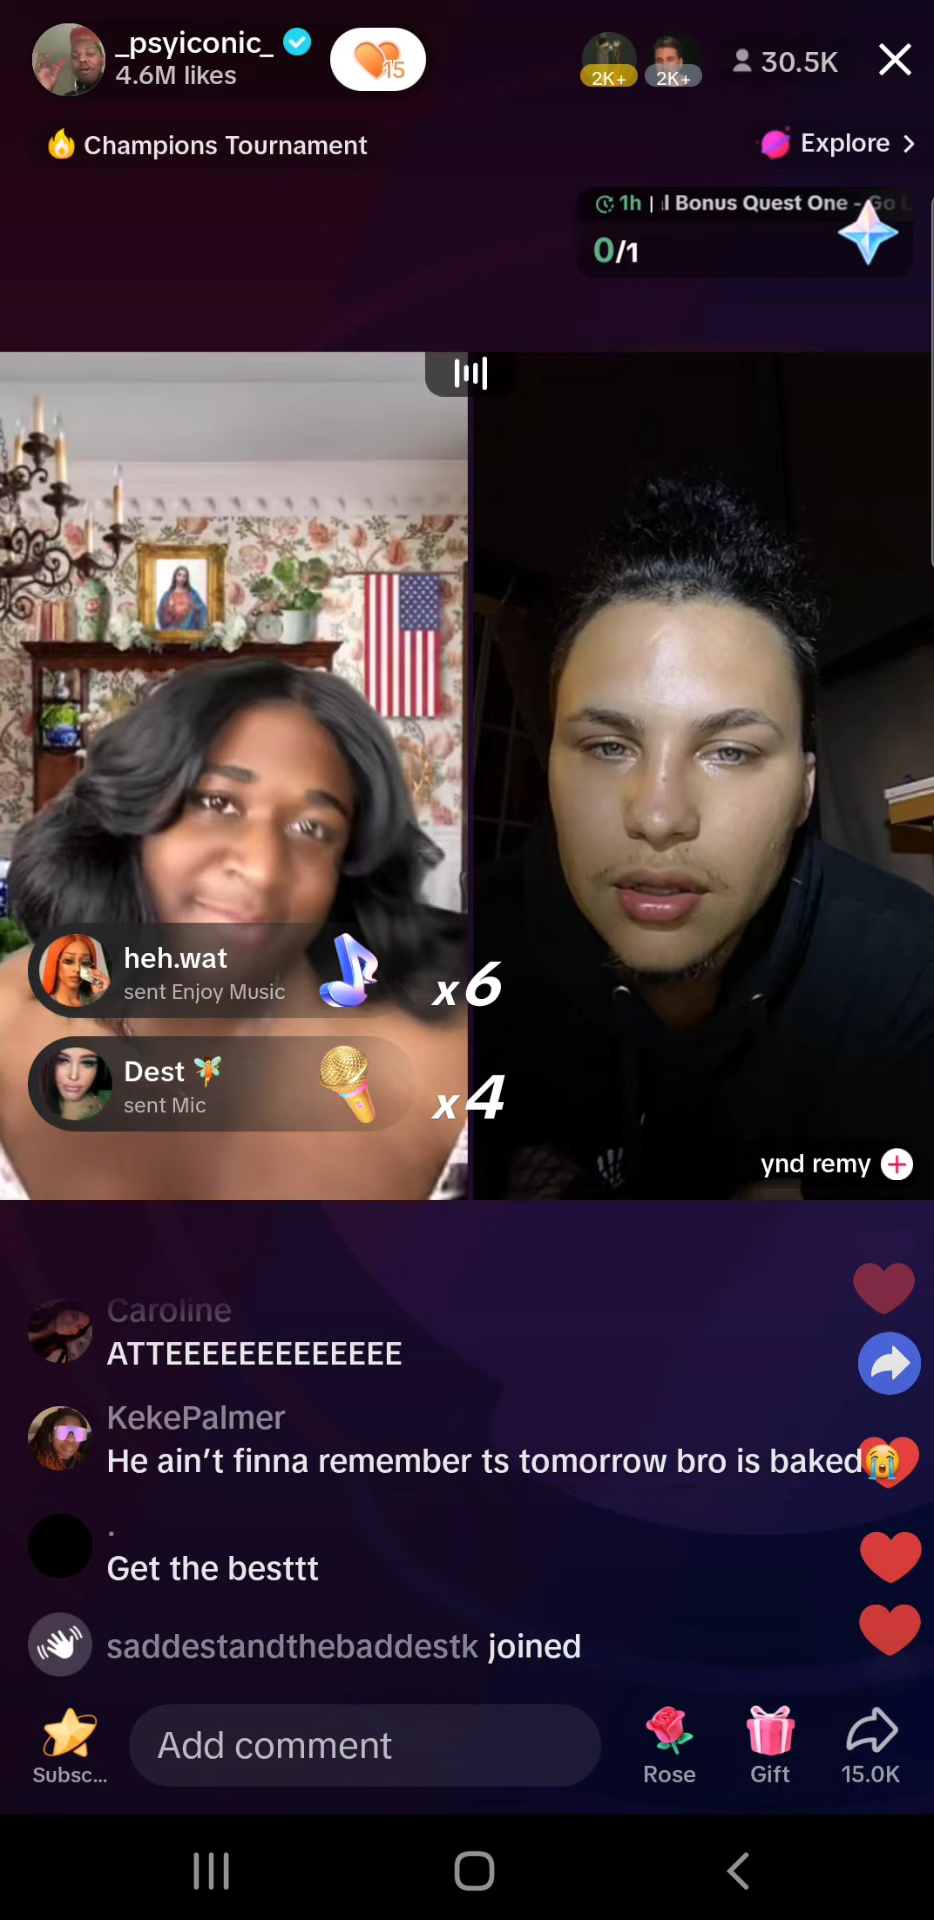 _psyiconic_
4.6M likes
15
2K+
2K+
30.5K
Champions Tournament
Explore >
1h | l Bonus Quest One - Go L
0/1
heh.wat
sent Enjoy Music
x6
Dest
sent Mic
x4
ynd remy
Caroline
ATTEEEEEEEEEEEEE
KekePalmer
He ain't finna remember ts tomorrow bro is baked😭
.
Get the besttt
saddestandthebaddestk joined
Subsc...
Add comment
Rose
Gift
15.0K